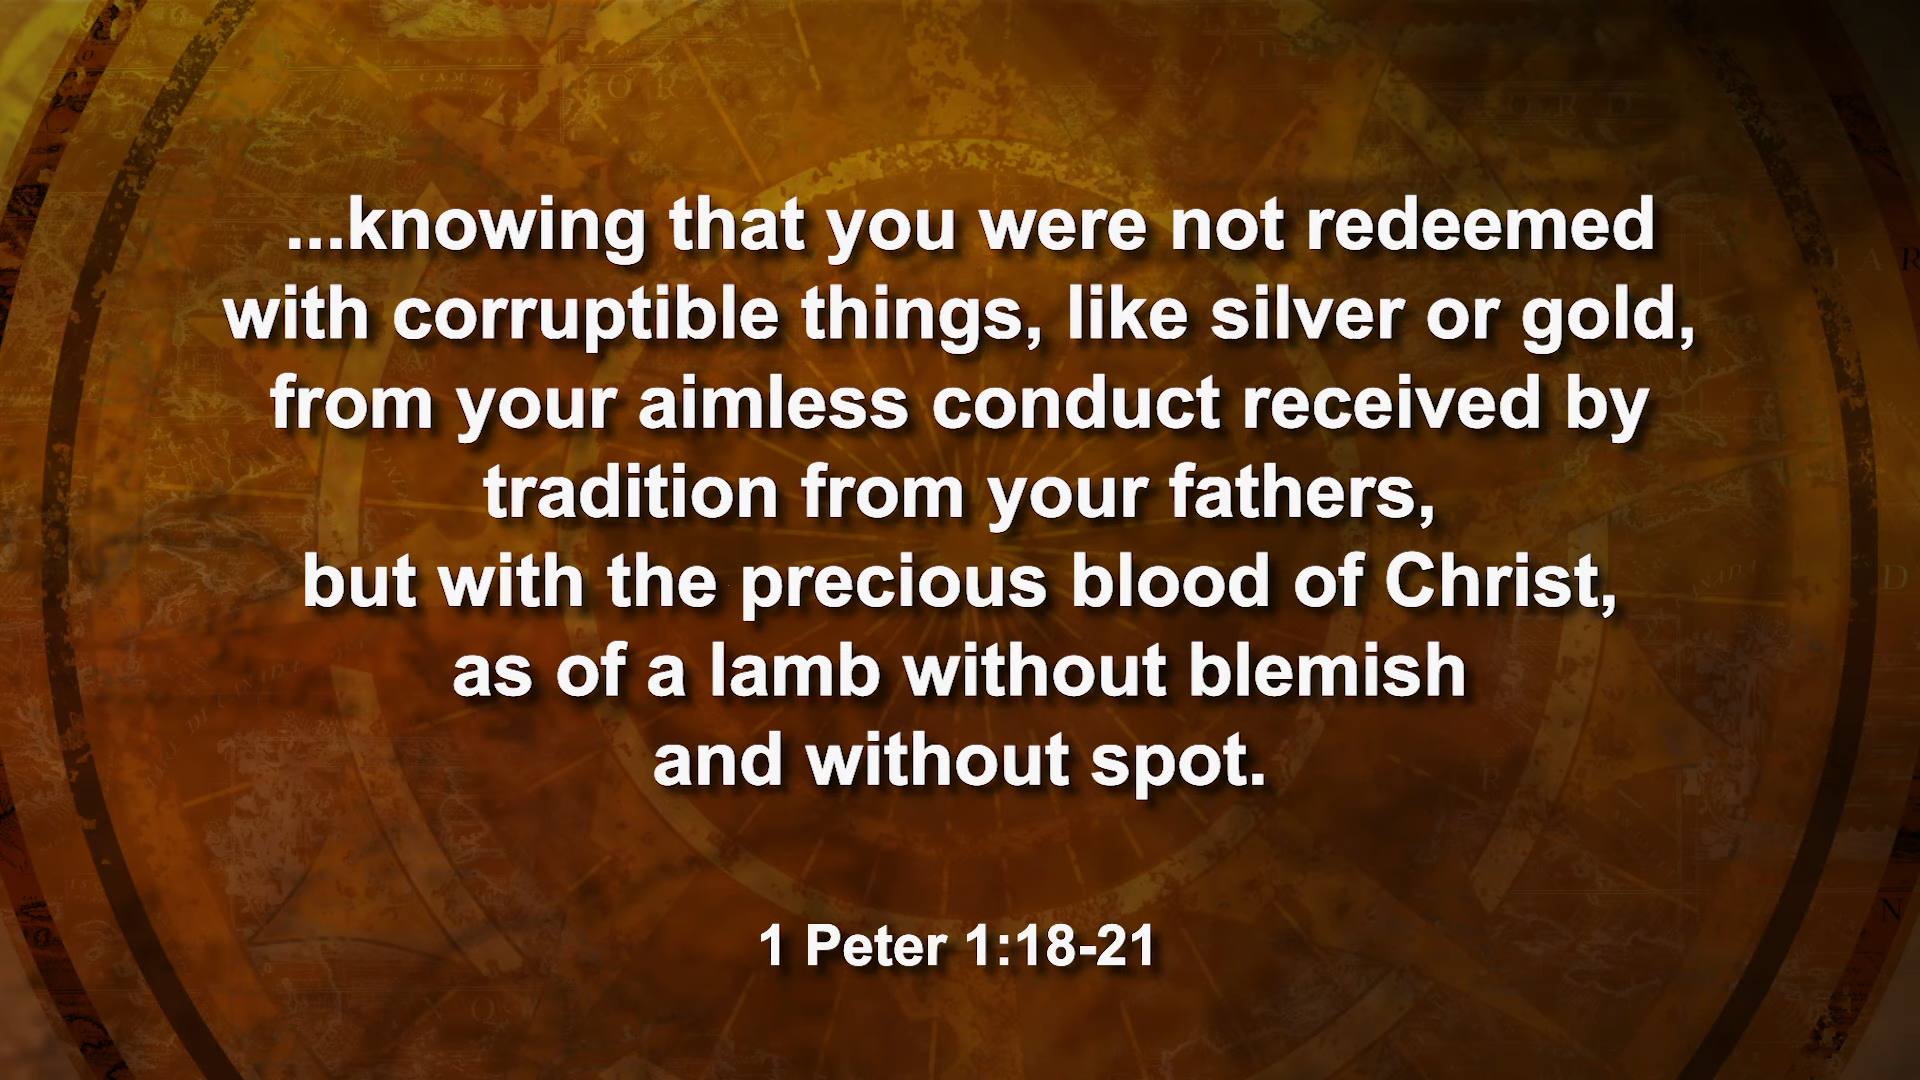 ...knowing that you were not redeemed
with corruptible things, like silver or gold,
from your aimless conduct received by
tradition from your fathers,
but with the precious blood of Christ,
as of a lamb without blemish
and without spot.
1 Peter 1:18-21